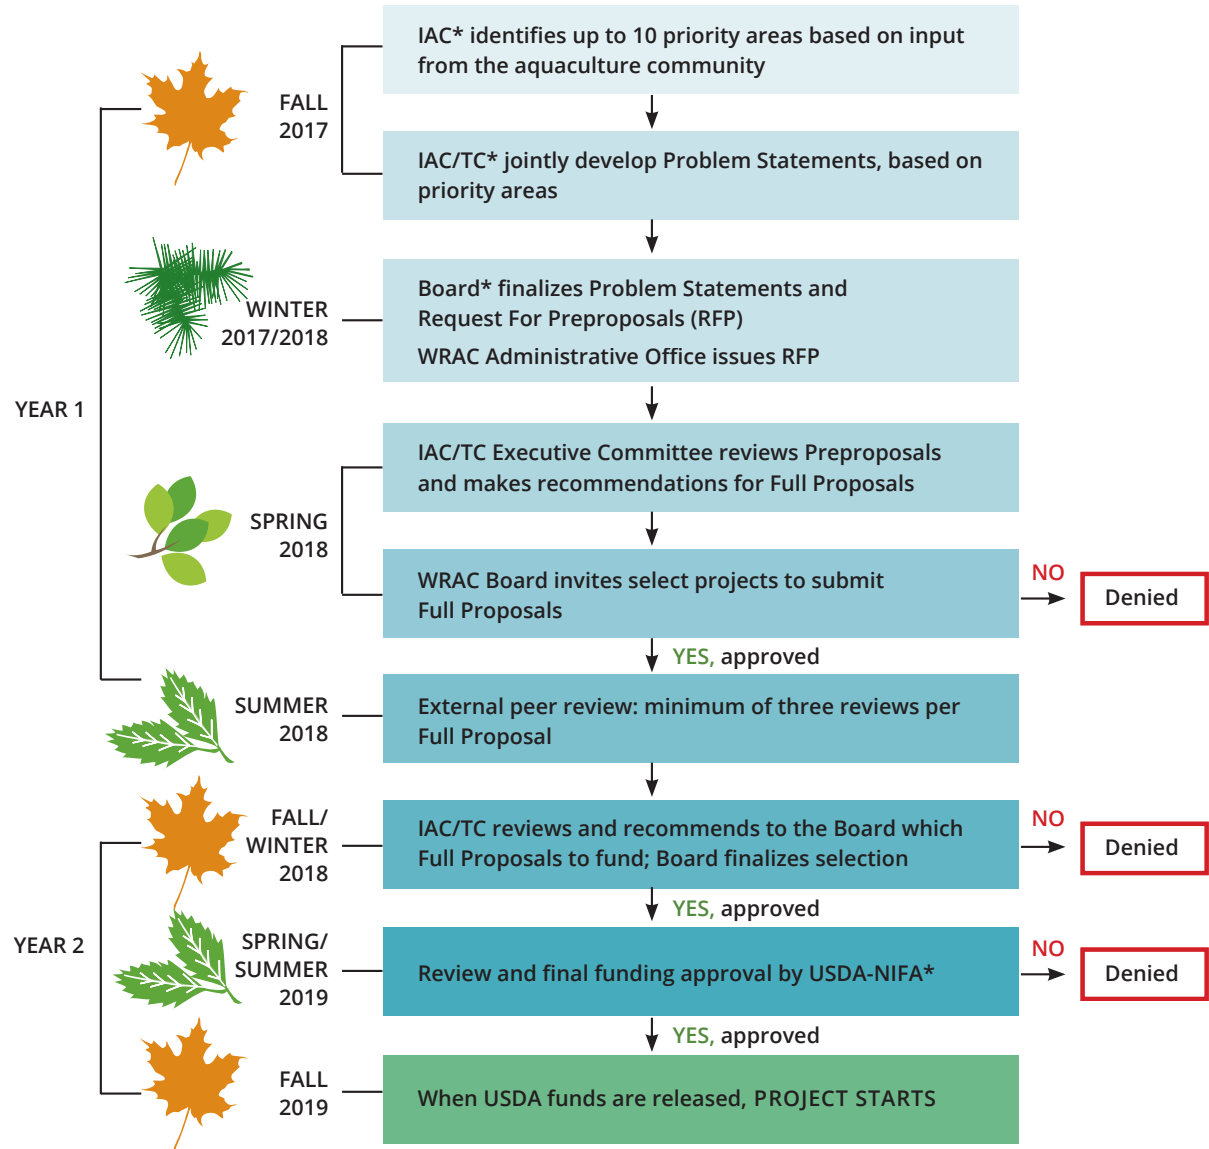 IAC* identifies up to 10 priority areas based on input
from the aquaculture community
FALL
2017
IAC/TC* jointly develop Problem Statements, based on
priority areas
WINTER
2017/2018
Board* finalizes Problem Statements and
Request For Preproposals (RFP)
WRAC Administrative Office issues RFP
YEAR 1
IAC/TC Executive Committee reviews Preproposals
and makes recommendations for Full Proposals
SPRING
2018
WRAC Board invites select projects to submit
Full Proposals
NO
Denied
YES, approved
SUMMER
2018
External peer review: minimum of three reviews per
Full Proposal
FALL/
WINTER
2018
IAC/TC reviews and recommends to the Board which
Full Proposals to fund; Board finalizes selection
NO
Denied
YES, approved
YEAR 2
SPRING/
SUMMER
2019
Review and final funding approval by USDA-NIFA*
NO
Denied
YES, approved
FALL
2019
When USDA funds are released, PROJECT STARTS